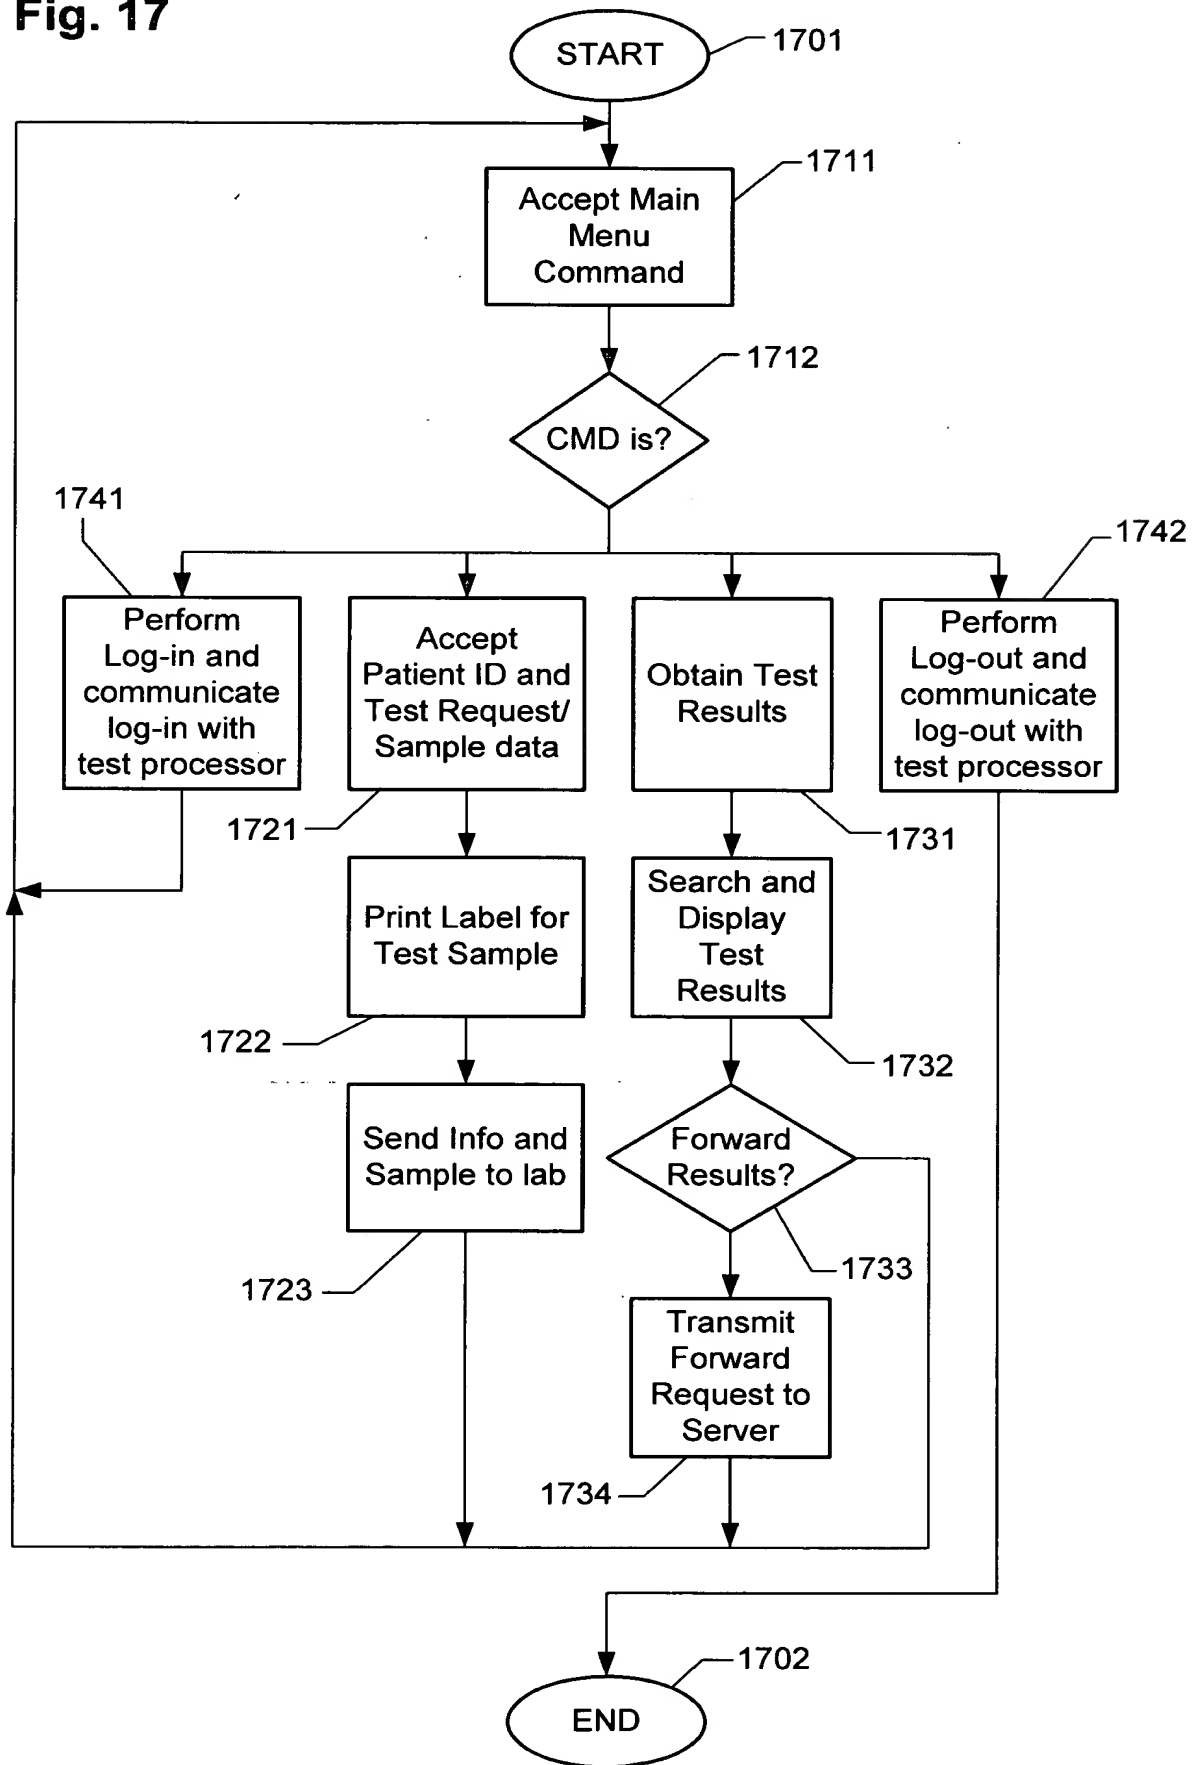 Fig. 17
START
1701
1711
Accept Main
Menu
Command
1712
CMD is?
1741
1742
Perform
Log-in and
communicate
log-in with
test processor
Accept
Patient ID and
Test Request/
Sample data
Obtain Test
Results
Perform
Log-out and
communicate
log-out with
test processor
1721
1731
Print Label for
Test Sample
Search and
Display
Test
Results
1722
1732
Send Info and
Sample to lab
Forward
Results?
1723
1733
Transmit
Forward
Request to
Server
1734
1702
END